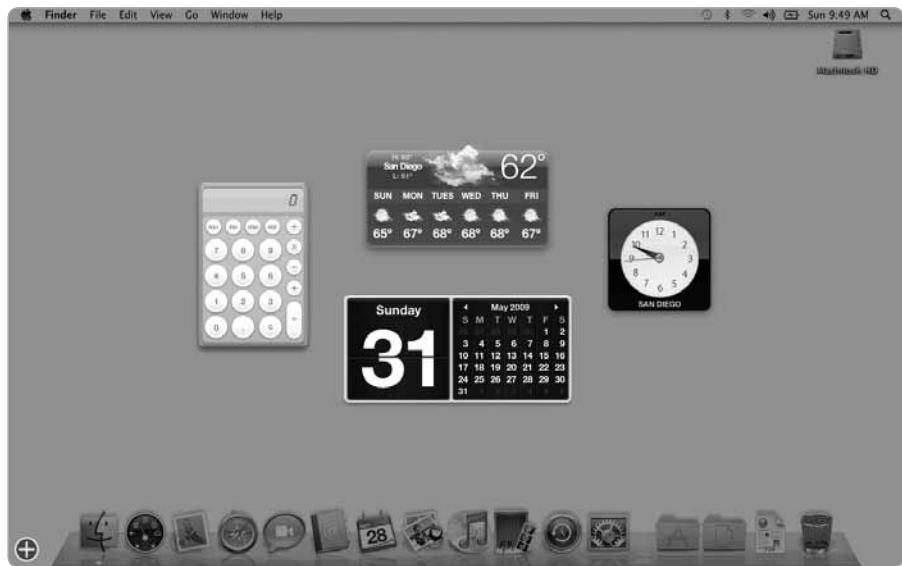 Finder File Edit View Go Window Help
Sun 9:49 AM
Macintosh HD
San Diego
62°
SUN MON TUES WED THU FRI
65° 67° 68° 68° 68° 67°
0
7 8 9
4 5 6
1 2 3
0 . c
AM
11 12 1
10 2
9 3
8 4
7 6 5
SAN DIEGO
Sunday
31
May 2009
S M T W T F S
1 2
3 4 5 6 7 8 9
10 11 12 13 14 15 16
17 18 19 20 21 22 23
24 25 26 27 28 29 30
31
28